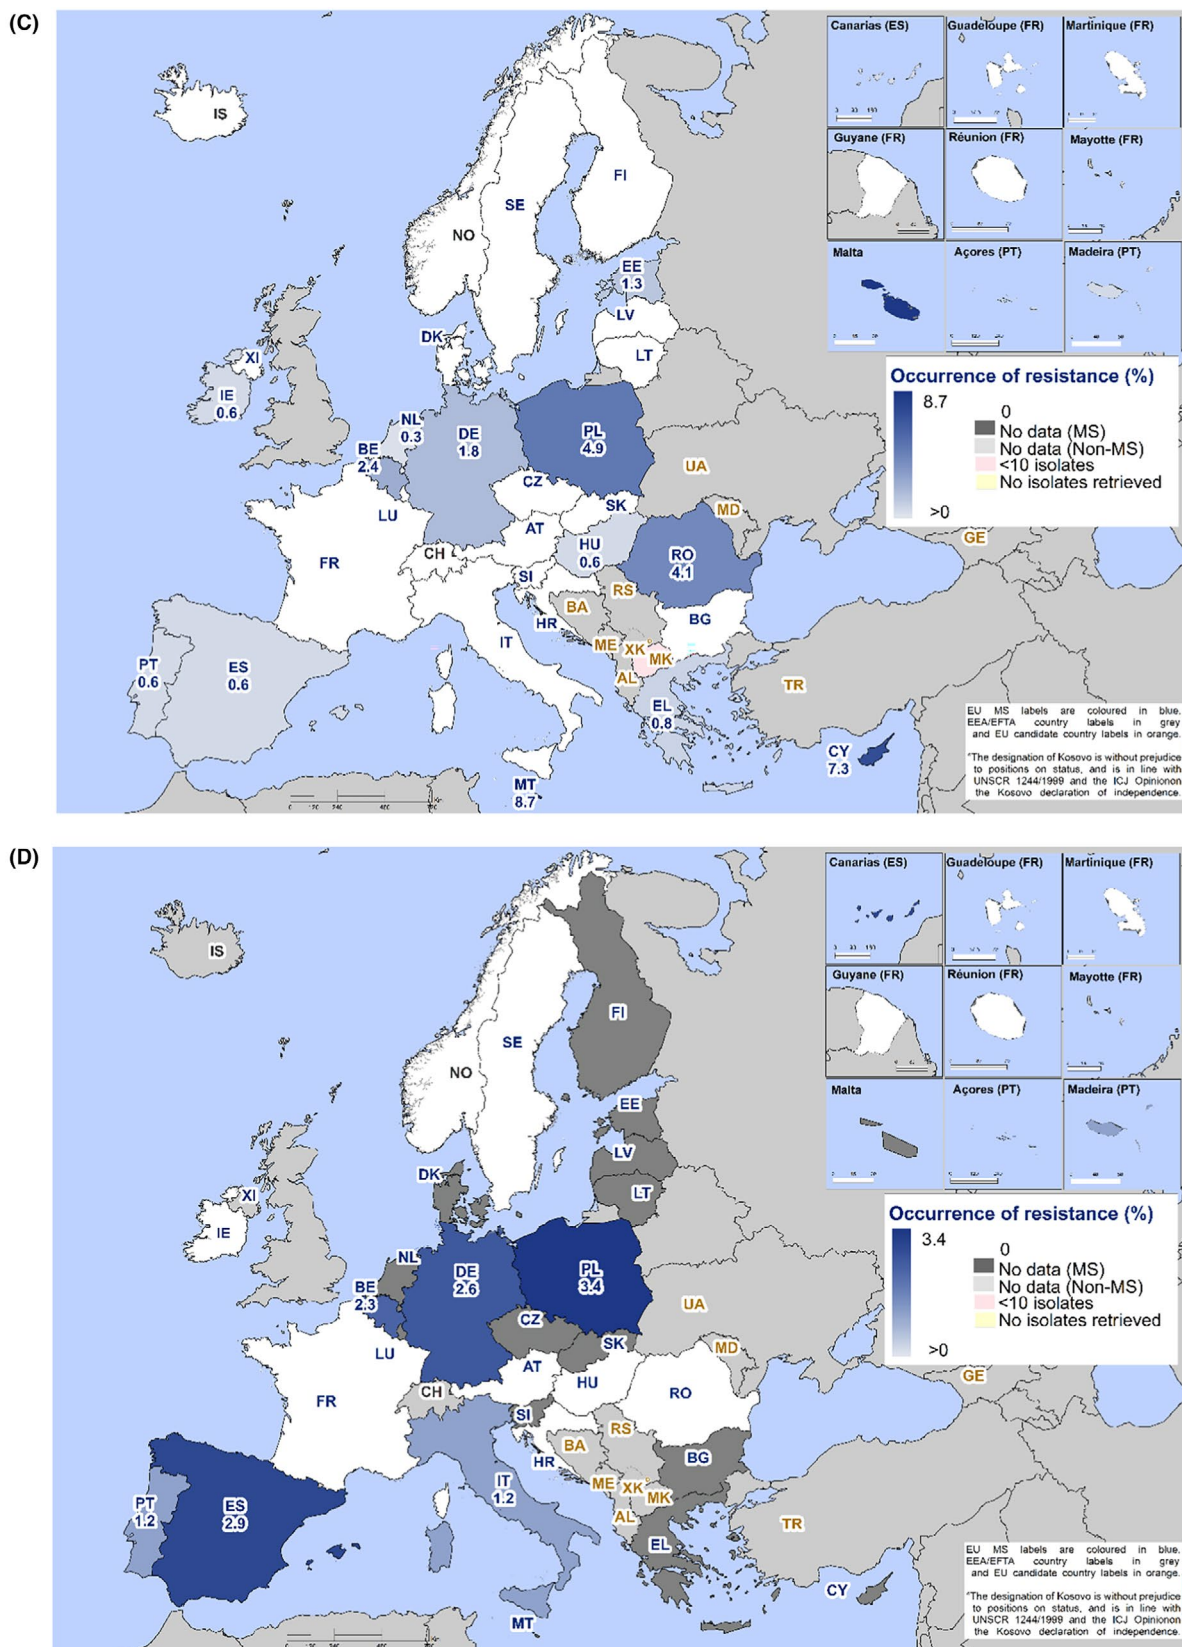 (C)
Canarias (ES)
Guadeloupe (FR)
Martinique (FR)
Guyane (FR)
Réunion (FR)
Mayotte (FR)
Malta
Açores (PT)
Madeira (PT)
IS
FI
SE
NO
EE
1.3
LV
LT
DK
XI
IE
0.6
NL
0.3
DE
1.8
PL
4.9
BE
2.4
UA
CZ
SK
LU
MD
AT
CH
GE
HU
0.6
RO
4.1
FR
SI
RS
BA
HR
BG
IT
ME
XK°
MK
PT
0.6
ES
0.6
AL
TR
EL
0.8
CY
7.3
MT
8.7
Occurrence of resistance (%)
8.7
0
No data (MS)
No data (Non-MS)
<10 isolates
No isolates retrieved
>0
EU MS labels are coloured in blue.
EEA/EFTA country labels in grey
and EU candidate country labels in orange.
°The designation of Kosovo is without prejudice
to positions on status, and is in line with
UNSCR 1244/1999 and the ICJ Opinionon
the Kosovo declaration of independence.
(D)
Canarias (ES)
Guadeloupe (FR)
Martinique (FR)
Guyane (FR)
Réunion (FR)
Mayotte (FR)
Malta
Açores (PT)
Madeira (PT)
IS
FI
SE
NO
EE
LV
DK
LT
XI
IE
NL
DE
2.6
PL
3.4
BE
2.3
UA
CZ
SK
LU
MD
AT
CH
GE
HU
RO
FR
SI
RS
BA
HR
BG
IT
1.2
ME
XK°
MK
PT
1.2
ES
2.9
AL
TR
EL
CY
MT
Occurrence of resistance (%)
3.4
0
No data (MS)
No data (Non-MS)
<10 isolates
No isolates retrieved
>0
EU MS labels are coloured in blue.
EEA/EFTA country labels in grey
and EU candidate country labels in orange.
°The designation of Kosovo is without prejudice
to positions on status, and is in line with
UNSCR 1244/1999 and the ICJ Opinionon
the Kosovo declaration of independence.